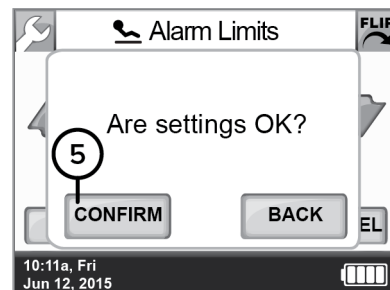 Alarm Limits
FLIP
Are settings OK?
5
CONFIRM
BACK
EL
10:11a, Fri
Jun 12, 2015